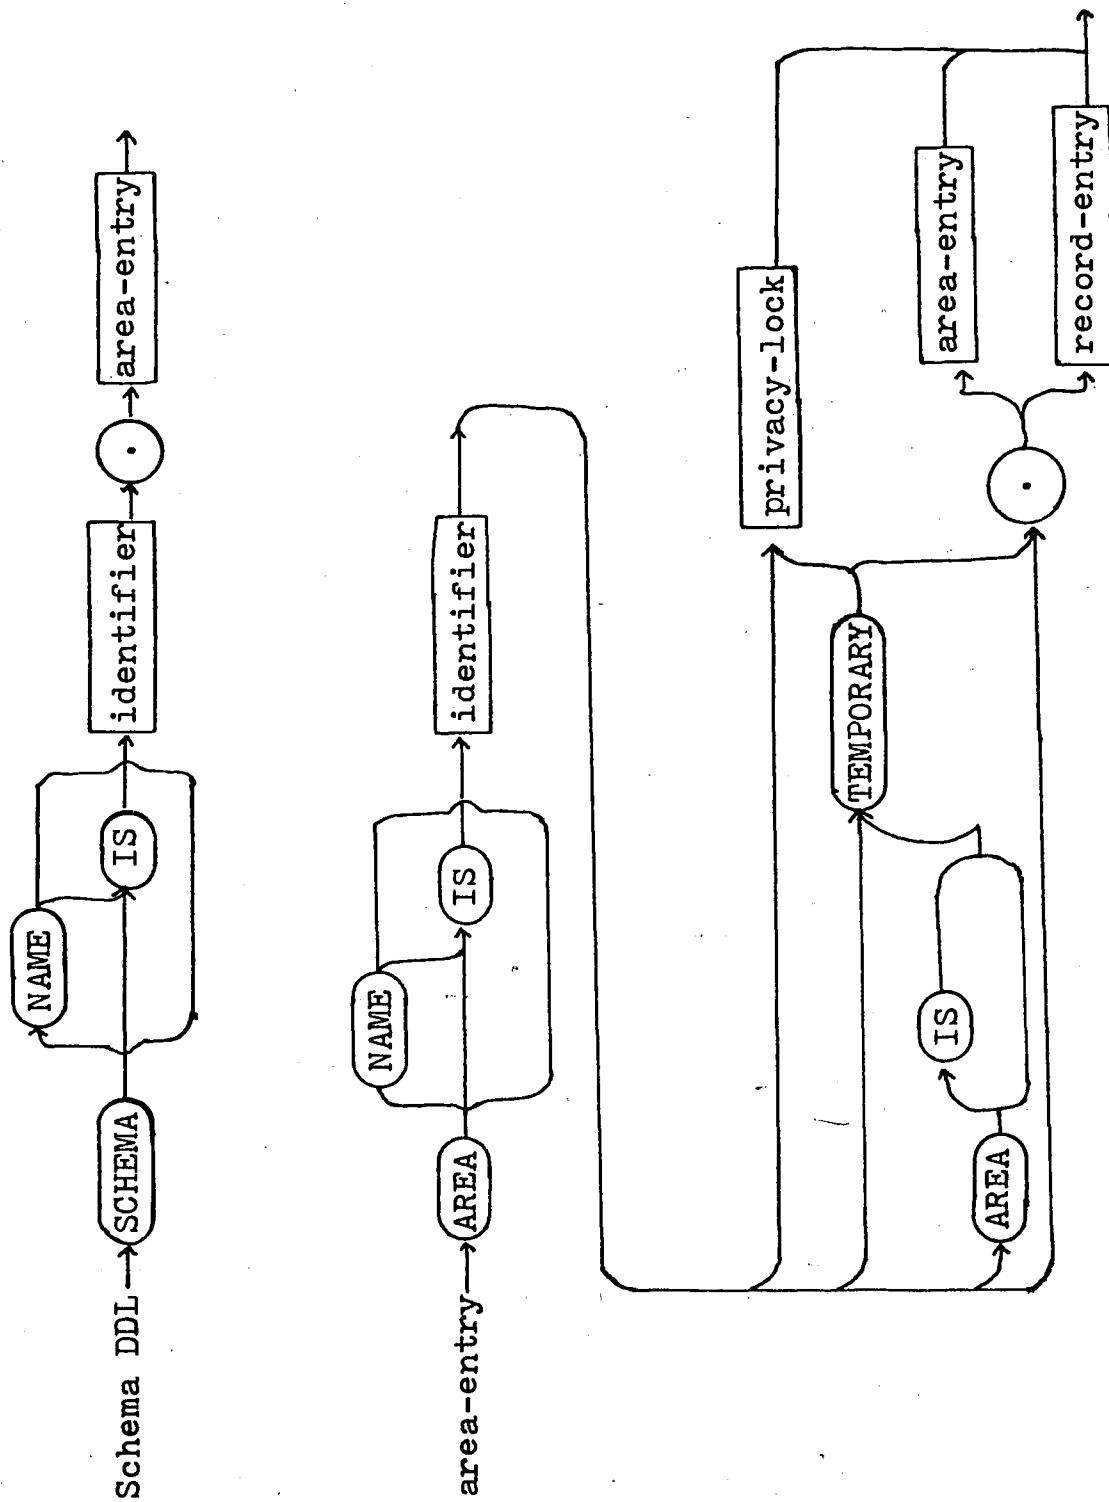 Schema DDL SCHEMA NAME IS identifier . area-entry
area-entry AREA NAME IS identifier
privacy-lock
TEMPORARY
AREA IS . area-entry
record-entry